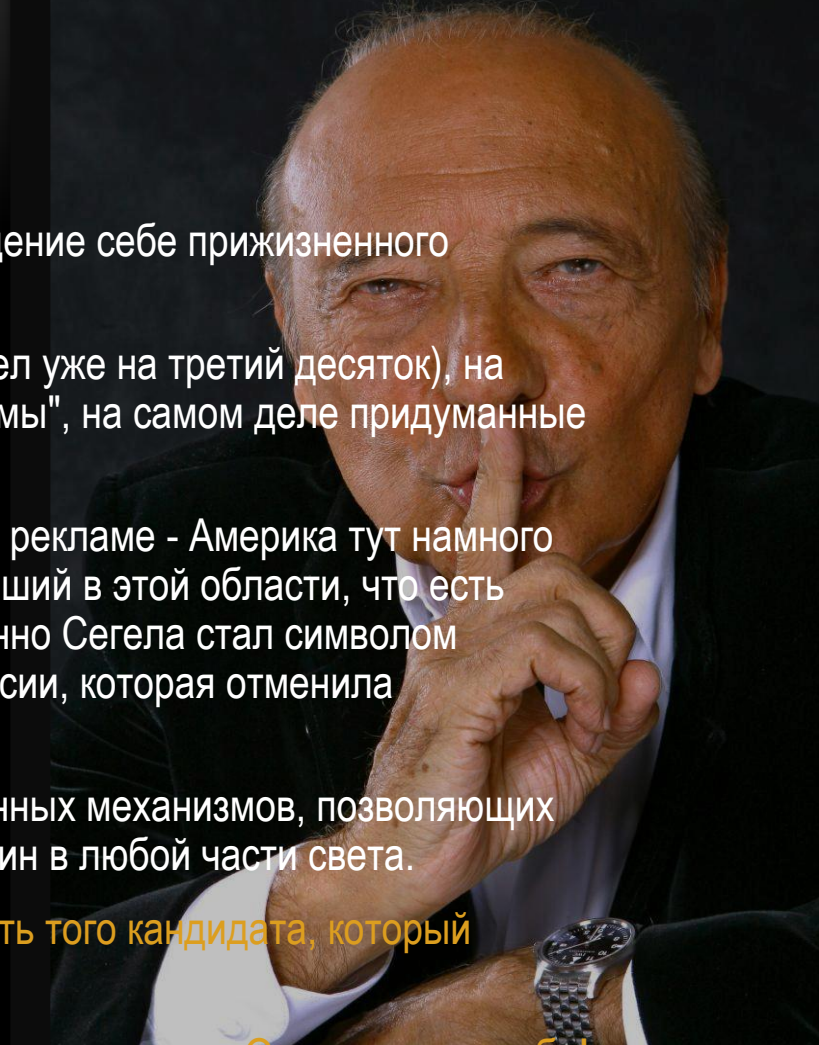 дение себе прижизненного
ел уже на третий десяток), на
мы", на самом деле придуманные
рекламе - Америка тут намного
ший в этой области, что есть
нно Сегела стал символом
сии, которая отменила
нных механизмов, позволяющих
ин в любой части света.
ть того кандидата, который